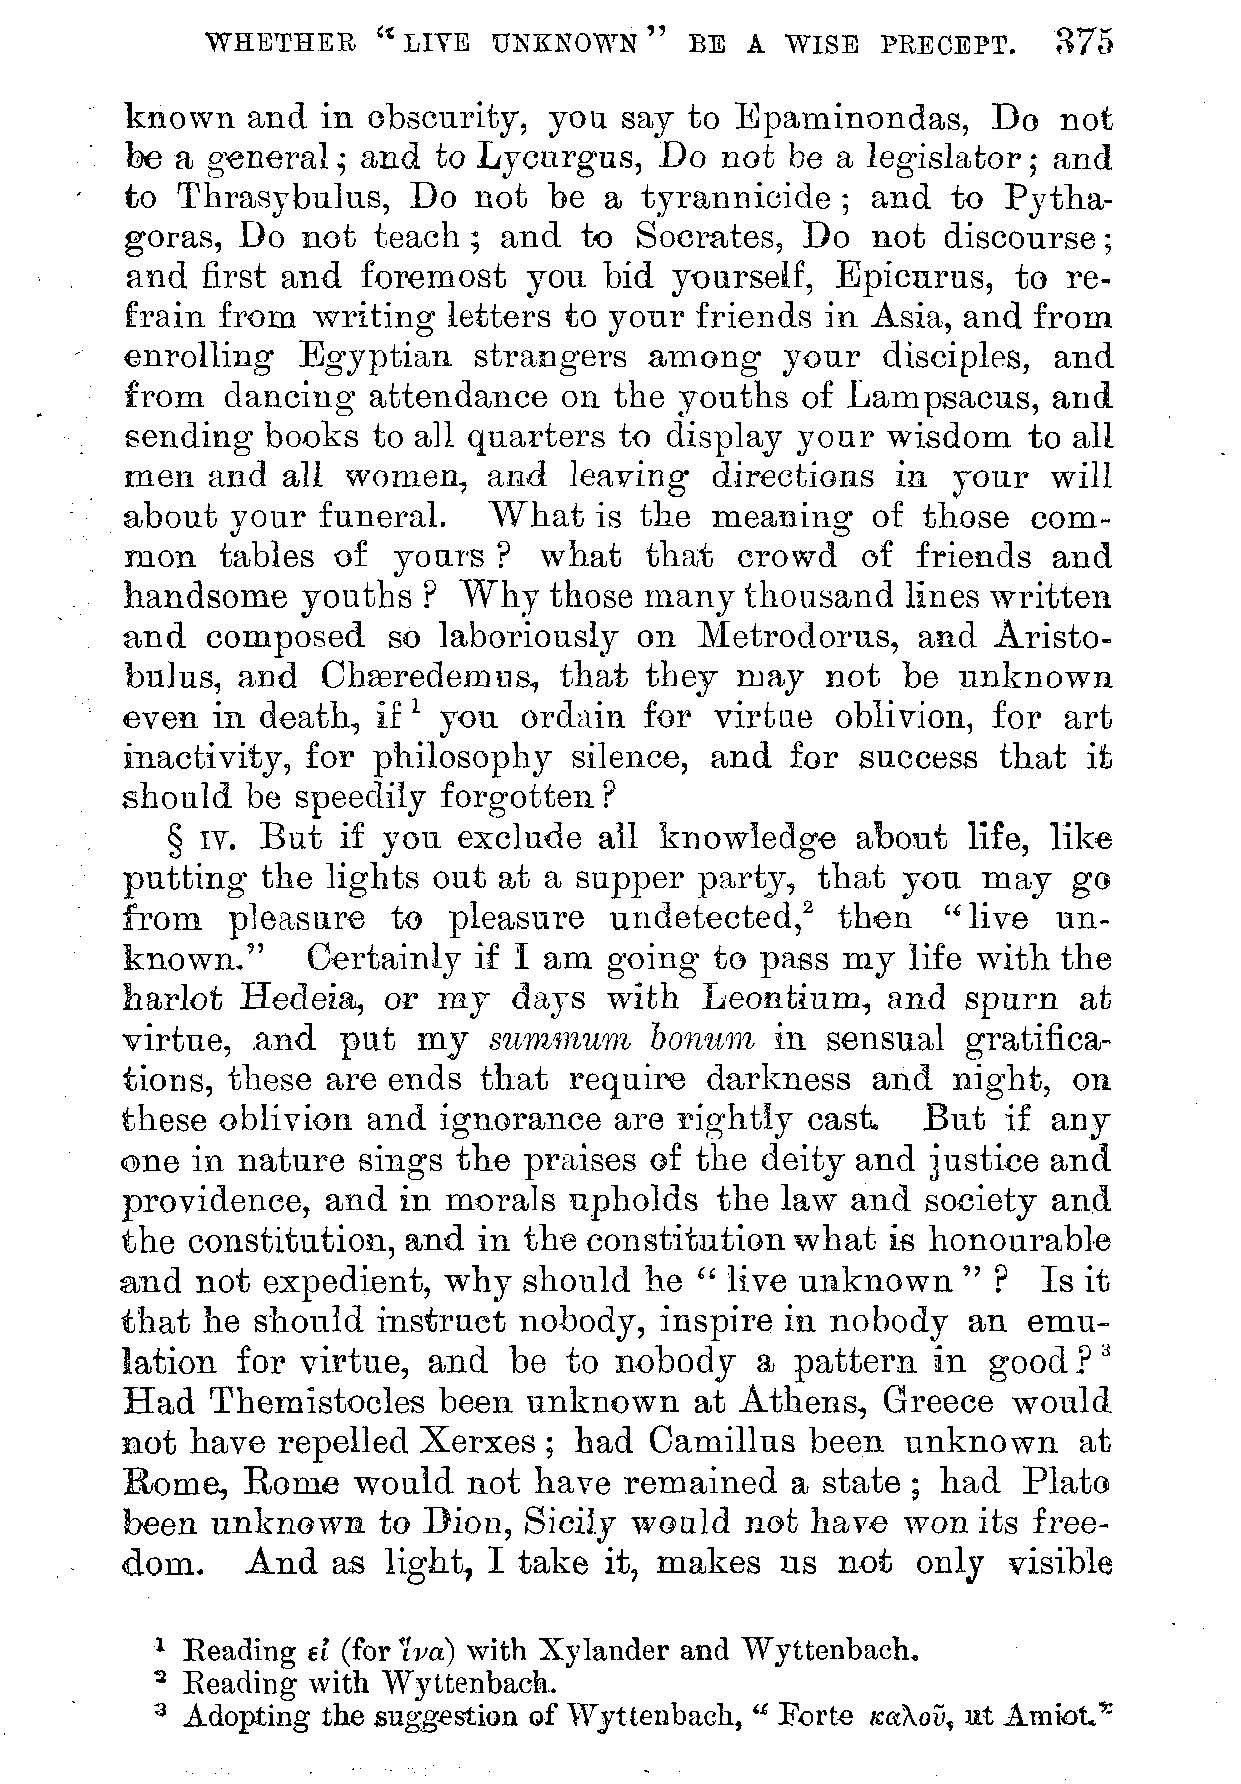 WHETHER "LIVE UNKNOWN" BE A WISE PRECEPT. 375
known and in obscurity, you say to Epaminondas, Do not
be a general; and to Lycurgus, Do not be a legislator; and
to Thrasybulus, Do not be a tyrannicide; and to Pytha-
goras, Do not teach; and to Socrates, Do not discourse;
and first and foremost you bid yourself, Epicurus, to re-
frain from writing letters to your friends in Asia, and from
enrolling Egyptian strangers among your disciples, and
from dancing attendance on the youths of Lampsacus, and
sending books to all quarters to display your wisdom to all
men and all women, and leaving directions in your will
about your funeral. What is the meaning of those com-
mon tables of yours? what that crowd of friends and
handsome youths? Why those many thousand lines written
and composed so laboriously on Metrodorus, and Aristo-
bulus, and Chæredemus, that they may not be unknown
even in death, if¹ you ordain for virtue oblivion, for art
inactivity, for philosophy silence, and for success that it
should be speedily forgotten?
§ IV. But if you exclude all knowledge about life, like
putting the lights out at a supper party, that you may go
from pleasure to pleasure undetected,² then "live un-
known." Certainly if I am going to pass my life with the
harlot Hedeia, or my days with Leontium, and spurn at
virtue, and put my summum bonum in sensual gratifica-
tions, these are ends that require darkness and night, on
these oblivion and ignorance are rightly cast. But if any
one in nature sings the praises of the deity and justice and
providence, and in morals upholds the law and society and
the constitution, and in the constitution what is honourable
and not expedient, why should he "live unknown"? Is it
that he should instruct nobody, inspire in nobody an emu-
lation for virtue, and be to nobody a pattern in good?³
Had Themistocles been unknown at Athens, Greece would
not have repelled Xerxes; had Camillus been unknown at
Rome, Rome would not have remained a state; had Plato
been unknown to Dion, Sicily would not have won its free-
dom. And as light, I take it, makes us not only visible
¹ Reading εἰ (for ἵνα) with Xylander and Wyttenbach.
² Reading with Wyttenbach.
³ Adopting the suggestion of Wyttenbach, "Forte καλοῦ, ut Amiot."